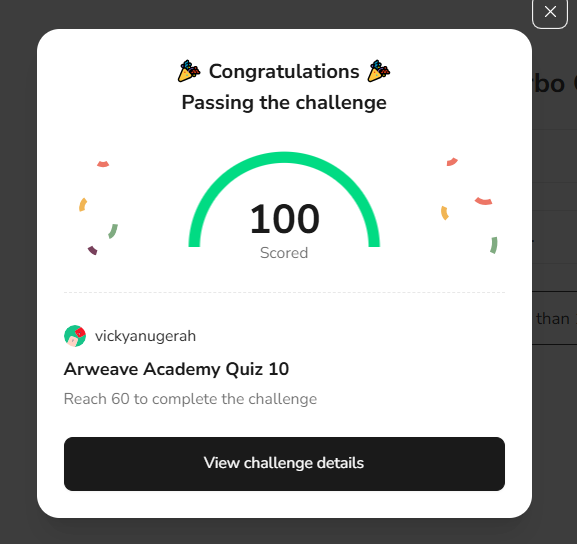 Congratulations
Passing the challenge
100
Scored
vickyanugerah
Arweave Academy Quiz 10
Reach 60 to complete the challenge
View challenge details
than